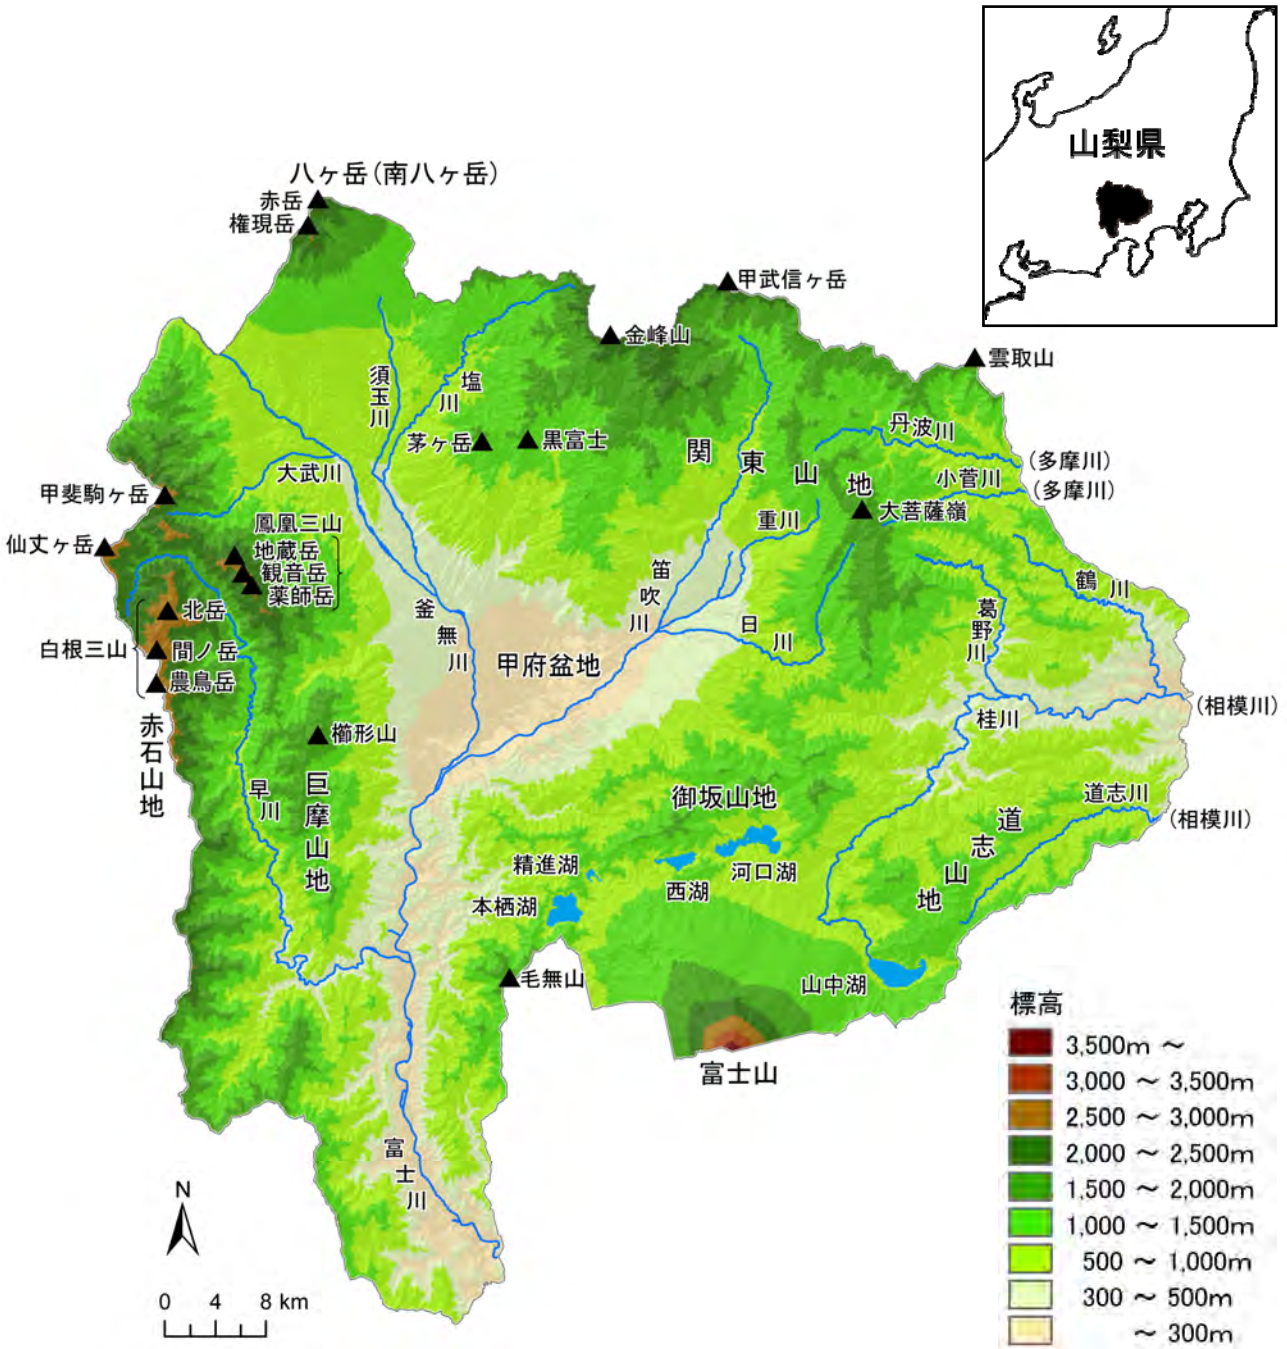 山梨県
八ヶ岳(南八ヶ岳)
赤岳
権現岳
甲武信ヶ岳
金峰山
雲取山
須玉川
塩川
茅ヶ岳
黒富士
関東山地
丹波川
(多摩川)
小菅川
(多摩川)
大武川
甲斐駒ヶ岳
大菩薩嶺
重川
鳳凰三山
仙丈ヶ岳
地蔵岳
観音岳
薬師岳
笛吹川
鶴川
北岳
釜無川
日川
葛野川
白根三山
間ノ岳
甲府盆地
農鳥岳
(相模川)
桂川
赤石山地
櫛形山
早川
巨摩山地
御坂山地
道志川
(相模川)
道志山地
精進湖
河口湖
西湖
本栖湖
毛無山
山中湖
富士山
富士川
標高
3,500m ~
3,000 ~ 3,500m
2,500 ~ 3,000m
2,000 ~ 2,500m
1,500 ~ 2,000m
1,000 ~ 1,500m
500 ~ 1,000m
300 ~ 500m
~ 300m
N
0 4 8 km